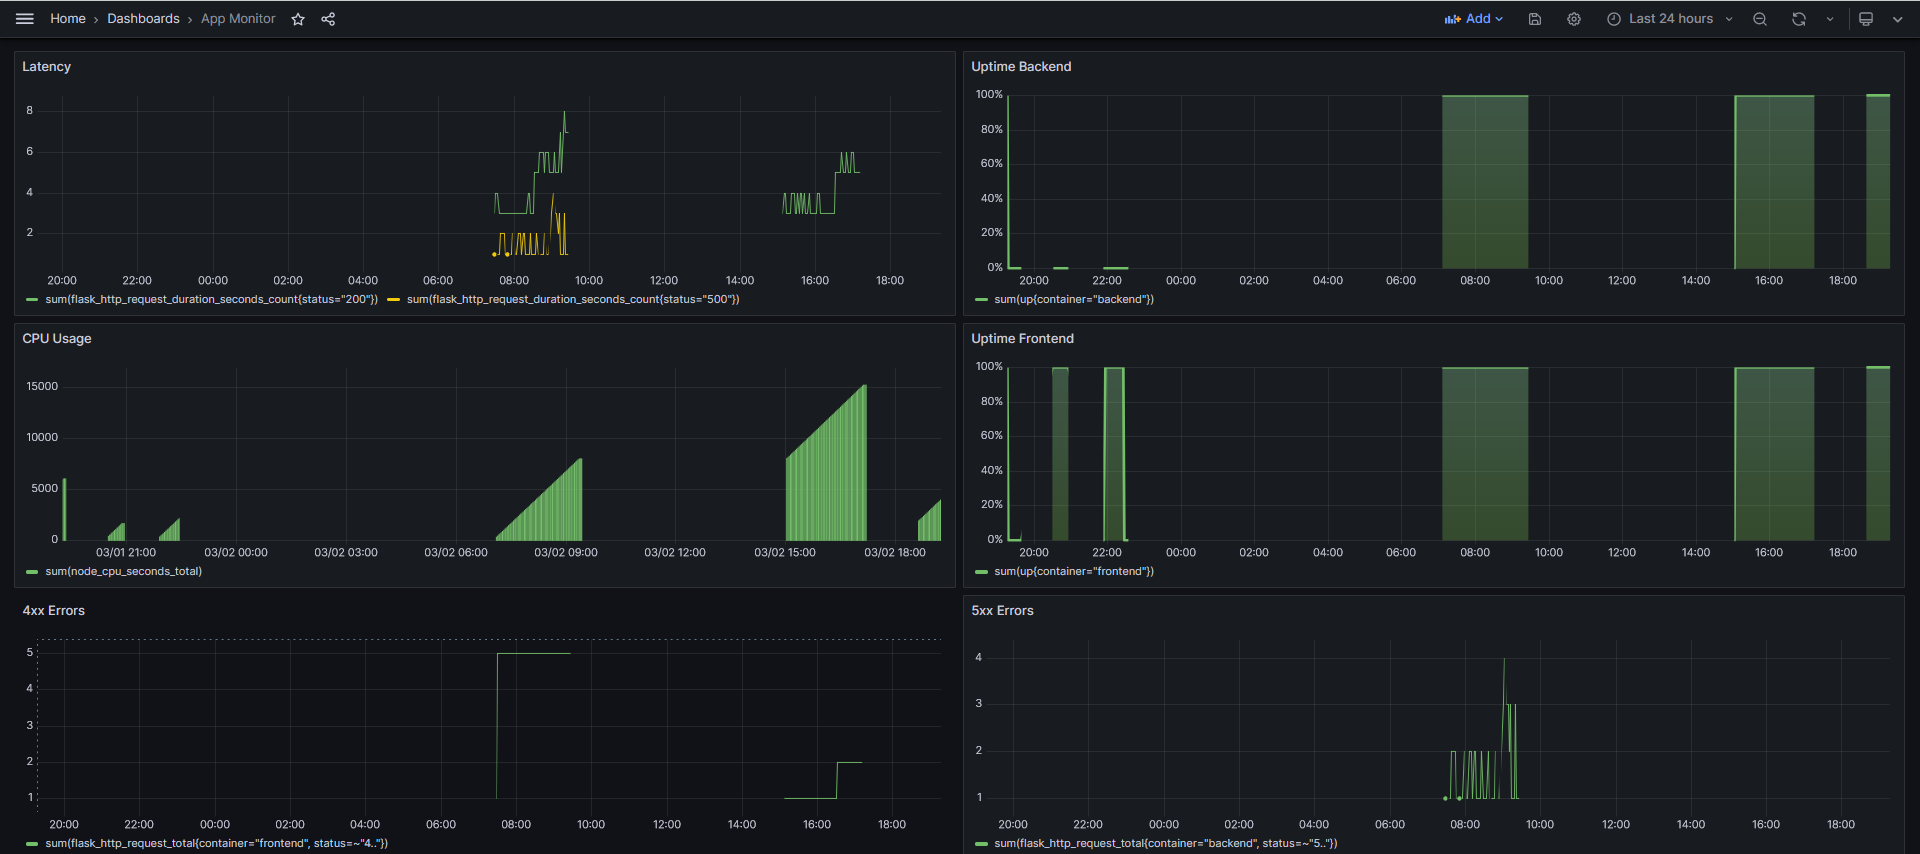 Home › Dashboards › App Monitor
Add
Last 24 hours
Latency
8
6
4
2
20:00 22:00 00:00 02:00 04:00 06:00 08:00 10:00 12:00 14:00 16:00 18:00
sum(flask_http_request_duration_seconds_count{status="200"}) sum(flask_http_request_duration_seconds_count{status="500"})
Uptime Backend
100%
80%
60%
40%
20%
0%
20:00 22:00 00:00 02:00 04:00 06:00 08:00 10:00 12:00 14:00 16:00 18:00
sum(up{container="backend"})
CPU Usage
15000
10000
5000
0
03/01 21:00 03/02 00:00 03/02 03:00 03/02 06:00 03/02 09:00 03/02 12:00 03/02 15:00 03/02 18:00
sum(node_cpu_seconds_total)
Uptime Frontend
100%
80%
60%
40%
20%
0%
20:00 22:00 00:00 02:00 04:00 06:00 08:00 10:00 12:00 14:00 16:00 18:00
sum(up{container="frontend"})
4xx Errors
5
4
3
2
1
20:00 22:00 00:00 02:00 04:00 06:00 08:00 10:00 12:00 14:00 16:00 18:00
sum(flask_http_request_total{container="frontend", status=~"4.."})
5xx Errors
4
3
2
1
20:00 22:00 00:00 02:00 04:00 06:00 08:00 10:00 12:00 14:00 16:00 18:00
sum(flask_http_request_total{container="backend", status=~"5.."})